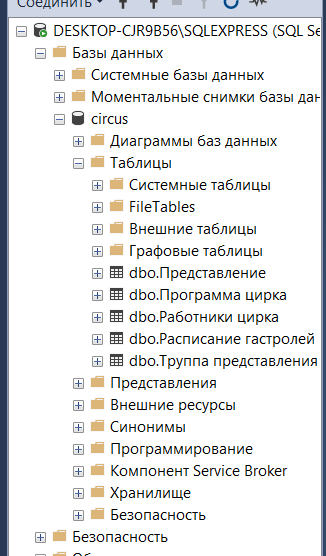 Соединить
DESKTOP-CJR9B56\SQLEXPRESS (SQL Se
Базы данных
Системные базы данных
Моментальные снимки базы дан
circus
Диаграммы баз данных
Таблицы
Системные таблицы
FileTables
Внешние таблицы
Графовые таблицы
dbo.Представление
dbo.Программа цирка
dbo.Работники цирка
dbo.Расписание гастролей
dbo.Труппа представления
Представления
Внешние ресурсы
Синонимы
Программирование
Компонент Service Broker
Хранилище
Безопасность
Безопасность